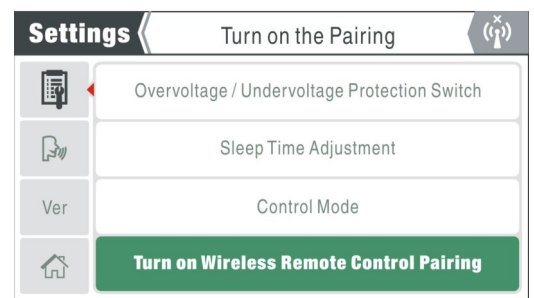 Settings
Turn on the Pairing
Overvoltage / Undervoltage Protection Switch
Sleep Time Adjustment
Ver
Control Mode
Turn on Wireless Remote Control Pairing